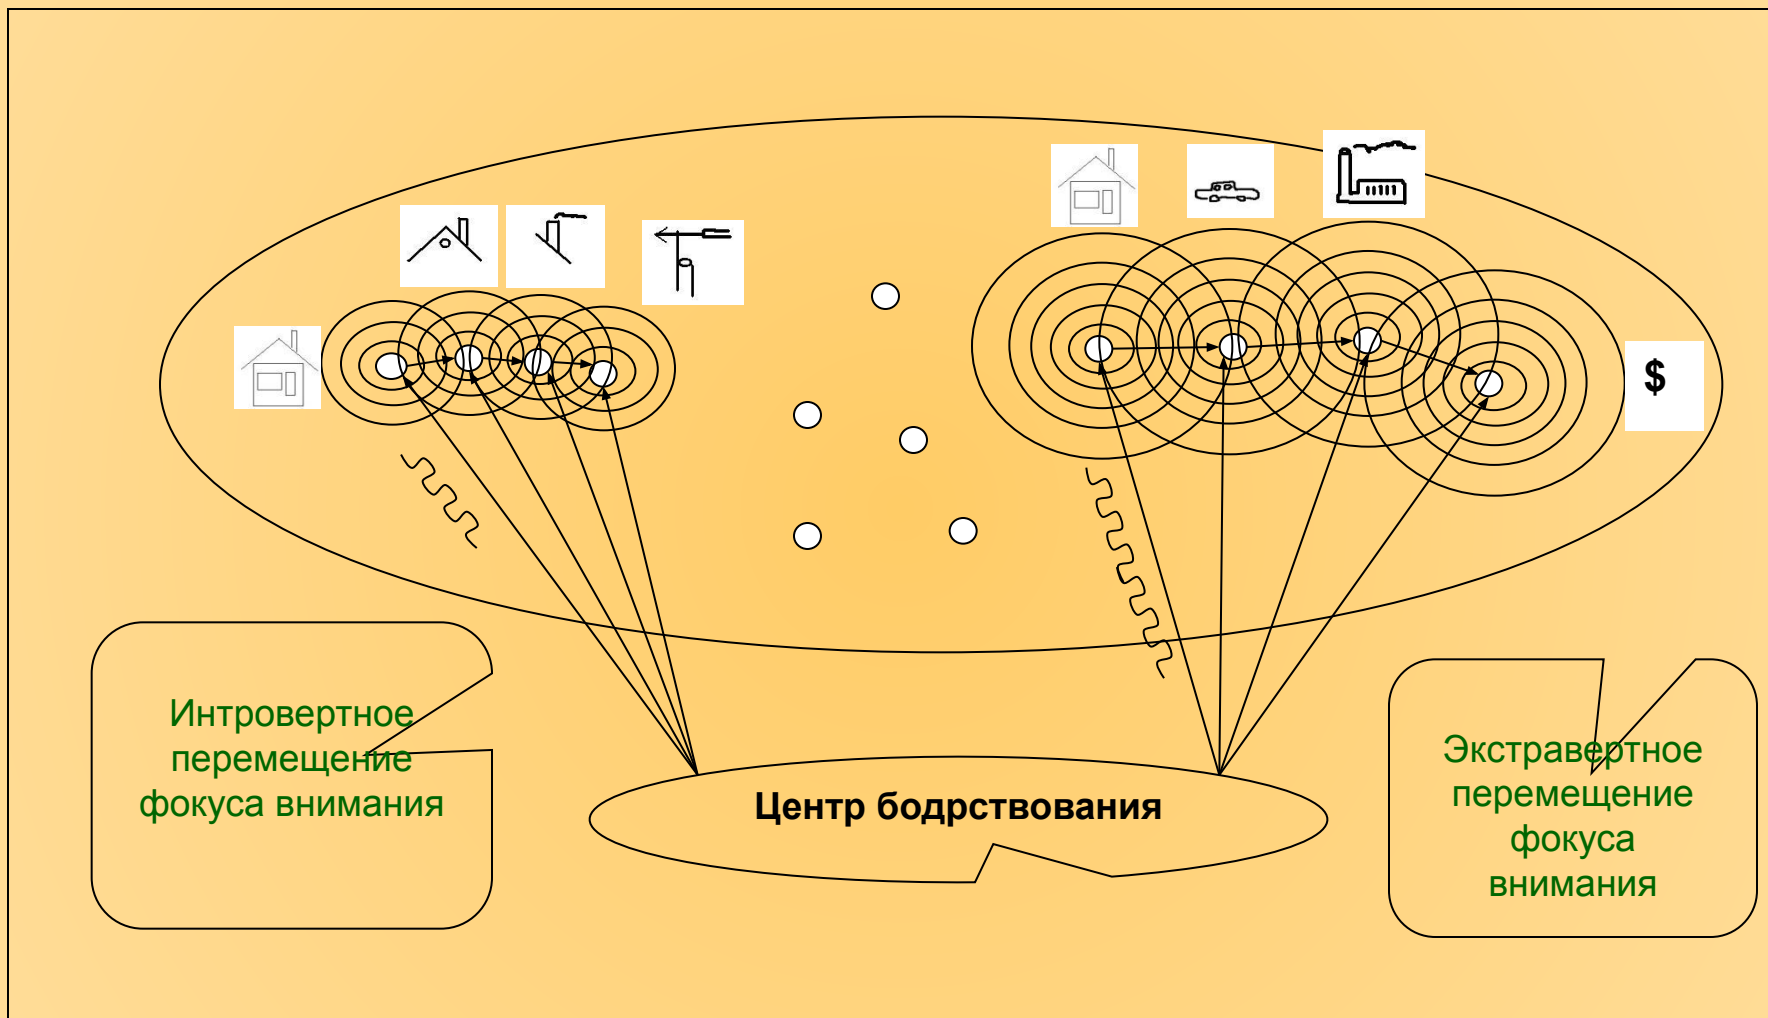 $
Интровертное
перемещение
фокуса внимания
Центр бодрствования
Экстравертное
перемещение
фокуса
внимания